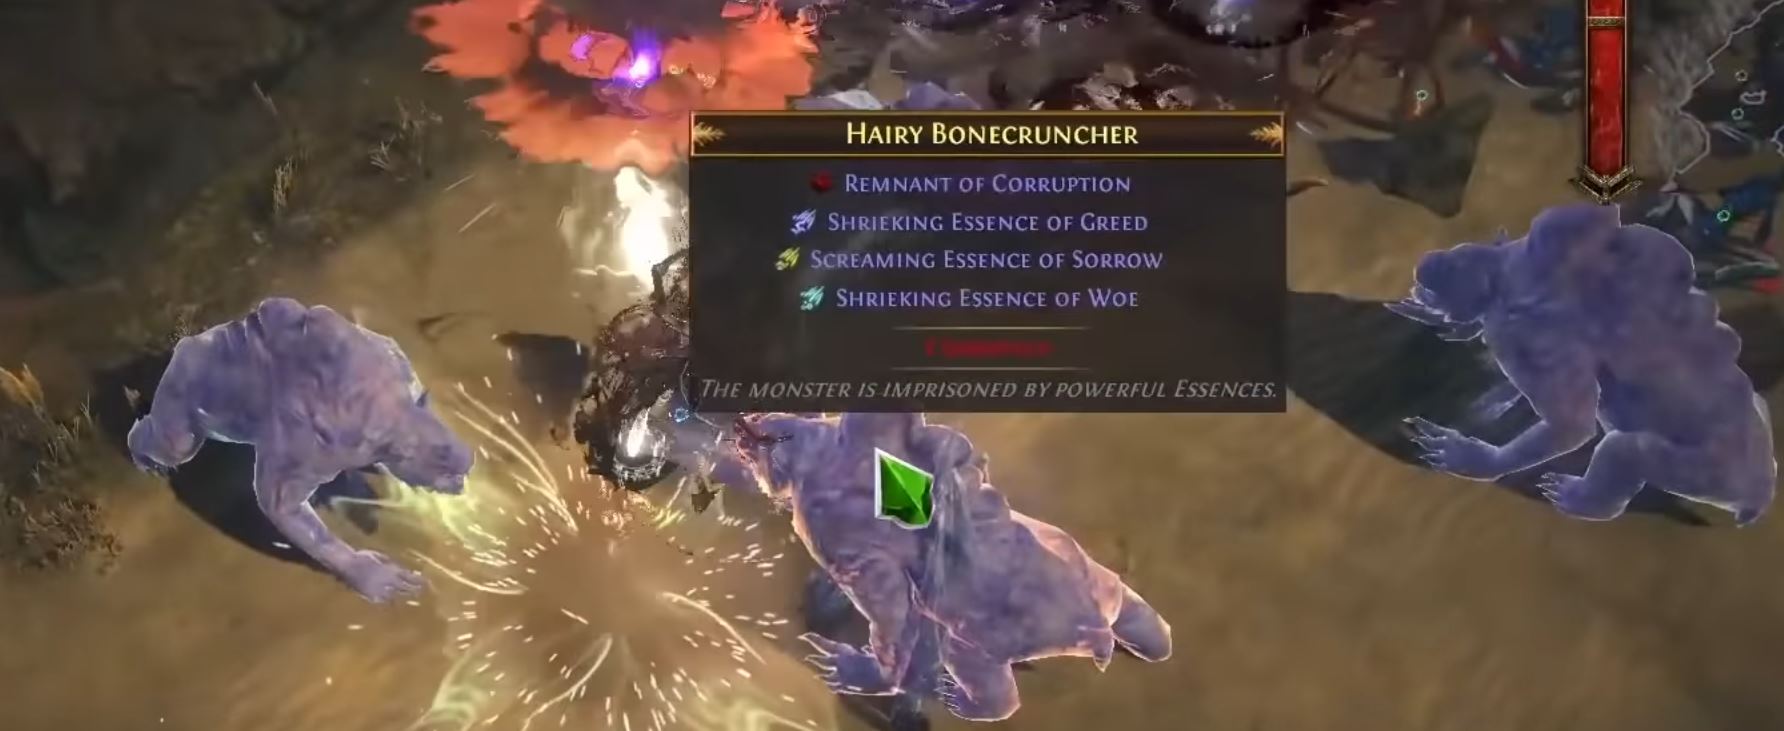 Hairy Bonecruncher
Remnant of Corruption
Shrieking Essence of Greed
Screaming Essence of Sorrow
Shrieking Essence of Woe
The monster is imprisoned by powerful Essences.